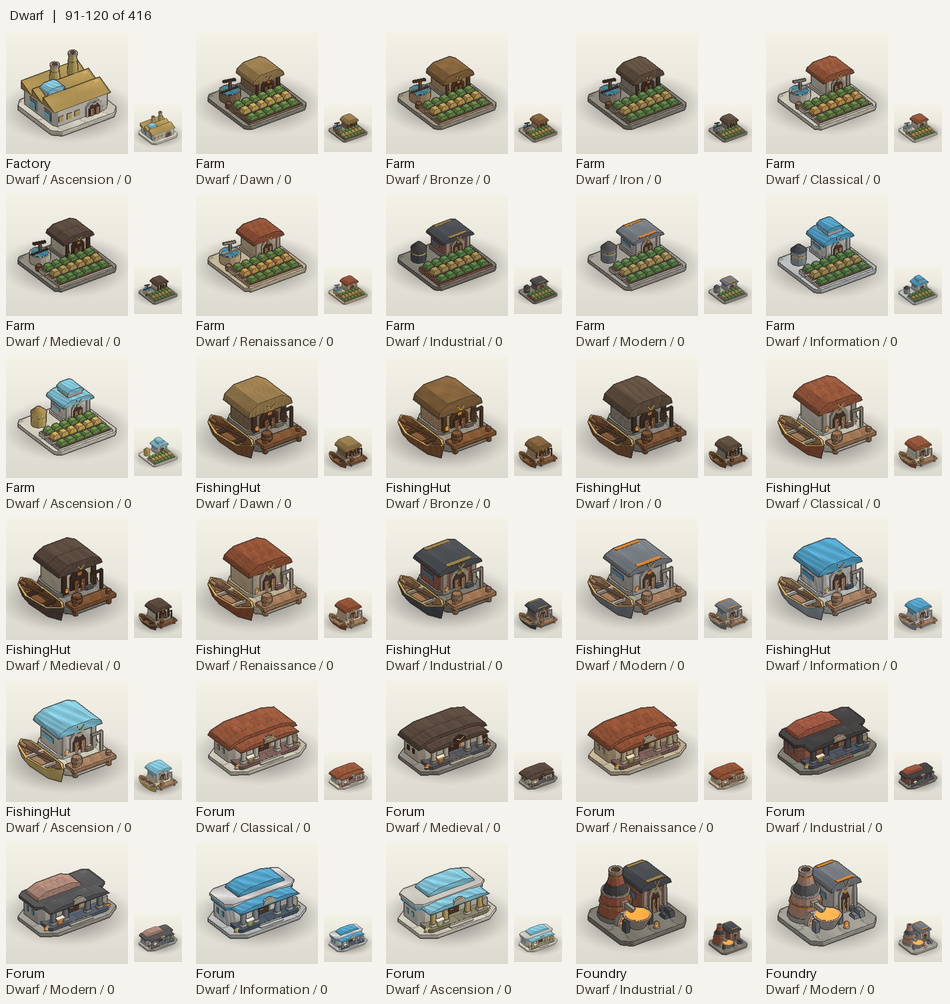 Dwarf | 91-120 of 416
Factory
Dwarf / Ascension / 0
Farm
Dwarf / Dawn / 0
Farm
Dwarf / Bronze / 0
Farm
Dwarf / Iron / 0
Farm
Dwarf / Classical / 0
Farm
Dwarf / Medieval / 0
Farm
Dwarf / Renaissance / 0
Farm
Dwarf / Industrial / 0
Farm
Dwarf / Modern / 0
Farm
Dwarf / Information / 0
Farm
Dwarf / Ascension / 0
FishingHut
Dwarf / Dawn / 0
FishingHut
Dwarf / Bronze / 0
FishingHut
Dwarf / Iron / 0
FishingHut
Dwarf / Classical / 0
FishingHut
Dwarf / Medieval / 0
FishingHut
Dwarf / Renaissance / 0
FishingHut
Dwarf / Industrial / 0
FishingHut
Dwarf / Modern / 0
FishingHut
Dwarf / Information / 0
FishingHut
Dwarf / Ascension / 0
Forum
Dwarf / Classical / 0
Forum
Dwarf / Medieval / 0
Forum
Dwarf / Renaissance / 0
Forum
Dwarf / Industrial / 0
Forum
Dwarf / Modern / 0
Forum
Dwarf / Information / 0
Forum
Dwarf / Ascension / 0
Foundry
Dwarf / Industrial / 0
Foundry
Dwarf / Modern / 0